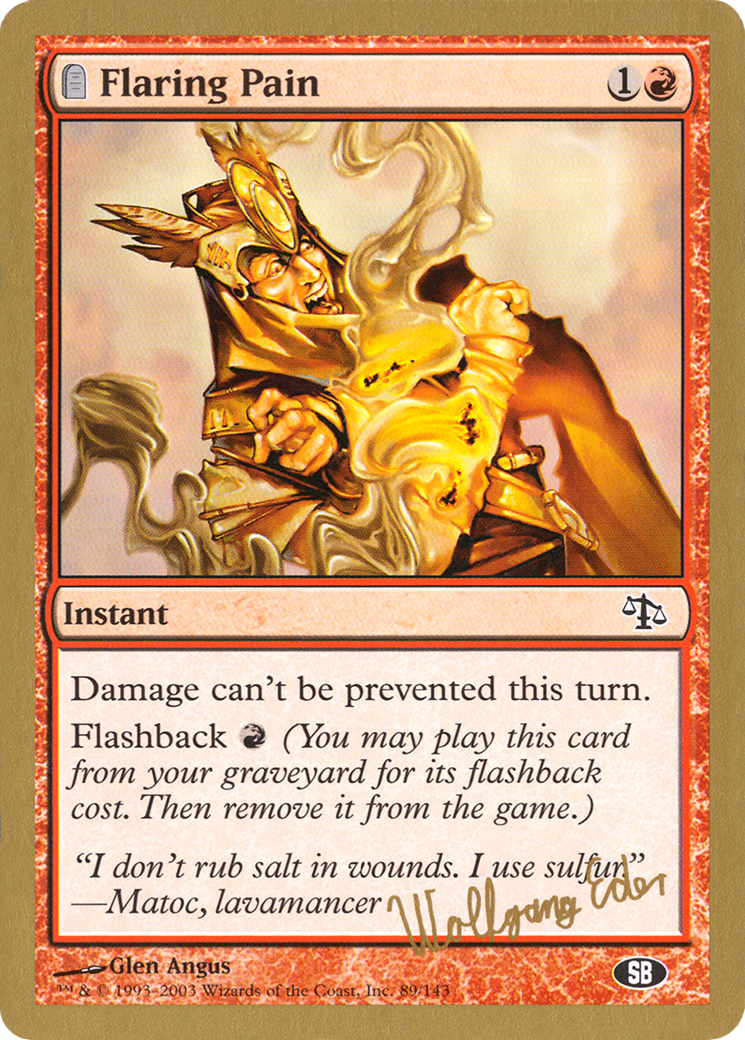 Flaring Pain 1
Instant
Damage can't be prevented this turn.
Flashback (You may play this card
from your graveyard for its flashback
cost. Then remove it from the game.)
"I don't rub salt in wounds. I use sulfur."
—Matoc, lavamancer
Wolfgang Eder
Glen Angus
SB
™ & © 1993–2003 Wizards of the Coast, Inc. 89/143